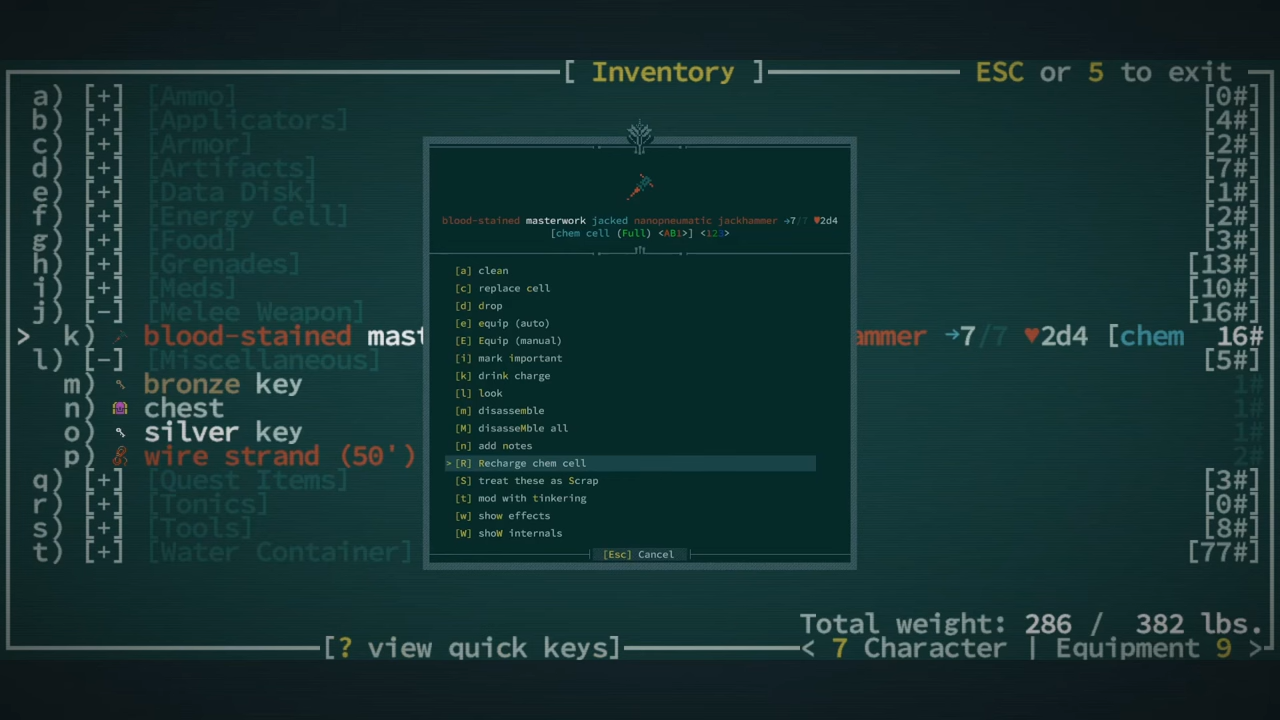 [ Inventory ] ESC or 5 to exit
a) [+] [Ammo] [0#]
b) [+] [Applicators] [4#]
c) [+] [Armor] [2#]
d) [+] [Artifacts] [7#]
e) [+] [Data Disk] [1#]
f) [+] [Energy Cell] [2#]
g) [+] [Food] [3#]
h) [+] [Grenades] [13#]
i) [+] [Meds] [10#]
j) [-] [Melee Weapon] [16#]
> k) blood-stained mast ammer →7/7 ♥2d4 [chem 16#
l) [-] [Miscellaneous] [5#]
m) bronze key 1#
n) chest 1#
o) silver key 1#
p) wire strand (50') 2#
q) [+] [Quest Items] [3#]
r) [+] [Tonics] [0#]
s) [+] [Tools] [8#]
t) [+] [Water Container] [77#]
blood-stained masterwork jacked nanopneumatic jackhammer →7/7 ♥2d4
[chem cell (Full) <AB1>] <123>
[a] clean
[c] replace cell
[d] drop
[e] equip (auto)
[E] Equip (manual)
[i] mark important
[k] drink charge
[l] look
[m] disassemble
[M] disasseMble all
[n] add notes
> [R] Recharge chem cell
[S] treat these as Scrap
[t] mod with tinkering
[w] show effects
[W] shoW internals
[Esc] Cancel
Total weight: 286 / 382 lbs.
[? view quick keys] < 7 Character | Equipment 9 >